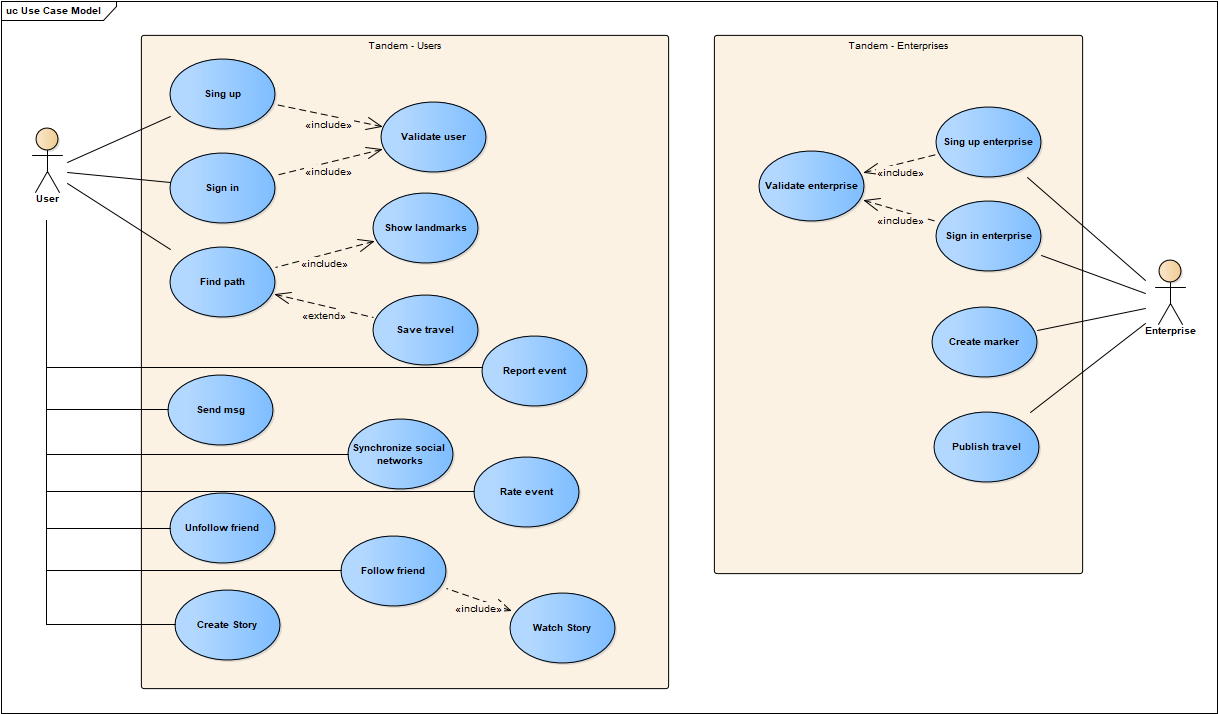 uc Use Case Model
Tandem - Users
Tandem - Enterprises
Sing up
«include»
Validate user
Sign in
«include»
User
Show landmarks
Find path
«include»
«extend»
Save travel
Report event
Send msg
Synchronize social
networks
Rate event
Unfollow friend
Follow friend
«include»
Create Story
Watch Story
Sing up enterprise
«include»
Validate enterprise
«include»
Sign in enterprise
Enterprise
Create marker
Publish travel